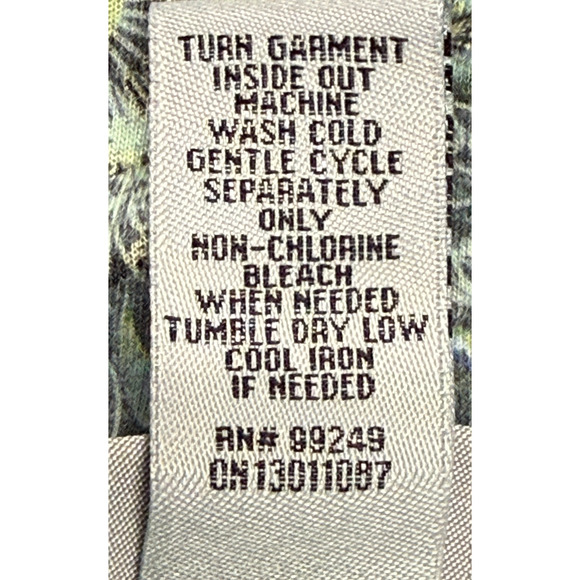 TURN GARMENT
INSIDE OUT
MACHINE
WASH COLD
GENTLE CYCLE
SEPARATELY
ONLY
NON-CHLORINE
BLEACH
WHEN NEEDED
TUMBLE DRY LOW
COOL IRON
IF NEEDED
RN# 99249
ON13011087